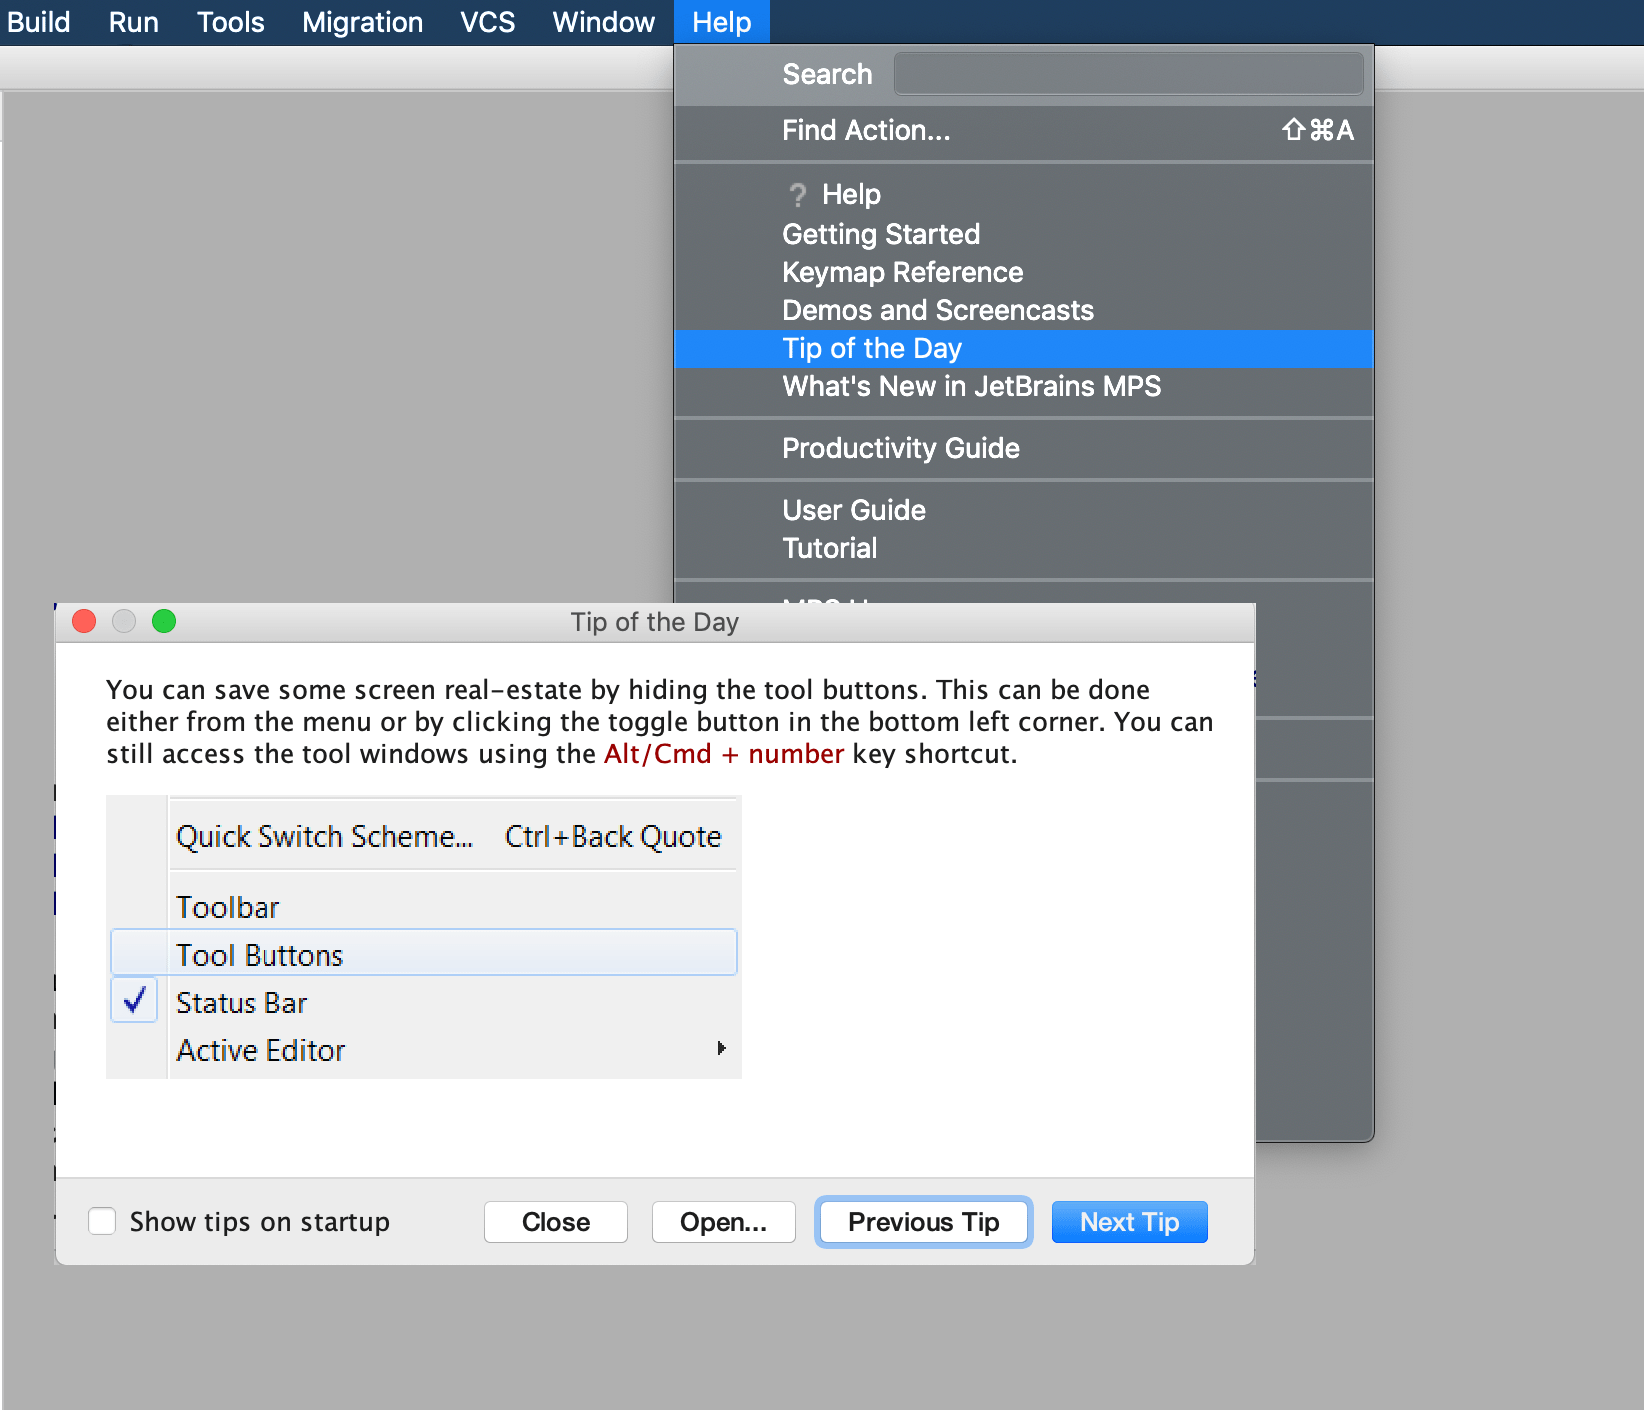 Build Run Tools Migration VCS Window Help
Search
Find Action... ⇧⌘A
? Help
Getting Started
Keymap Reference
Demos and Screencasts
Tip of the Day
What's New in JetBrains MPS
Productivity Guide
User Guide
Tutorial
Tip of the Day
You can save some screen real-estate by hiding the tool buttons. This can be done
either from the menu or by clicking the toggle button in the bottom left corner. You can
still access the tool windows using the Alt/Cmd + number key shortcut.
Quick Switch Scheme... Ctrl+Back Quote
Toolbar
Tool Buttons
Status Bar
Active Editor
Show tips on startup
Close Open... Previous Tip Next Tip